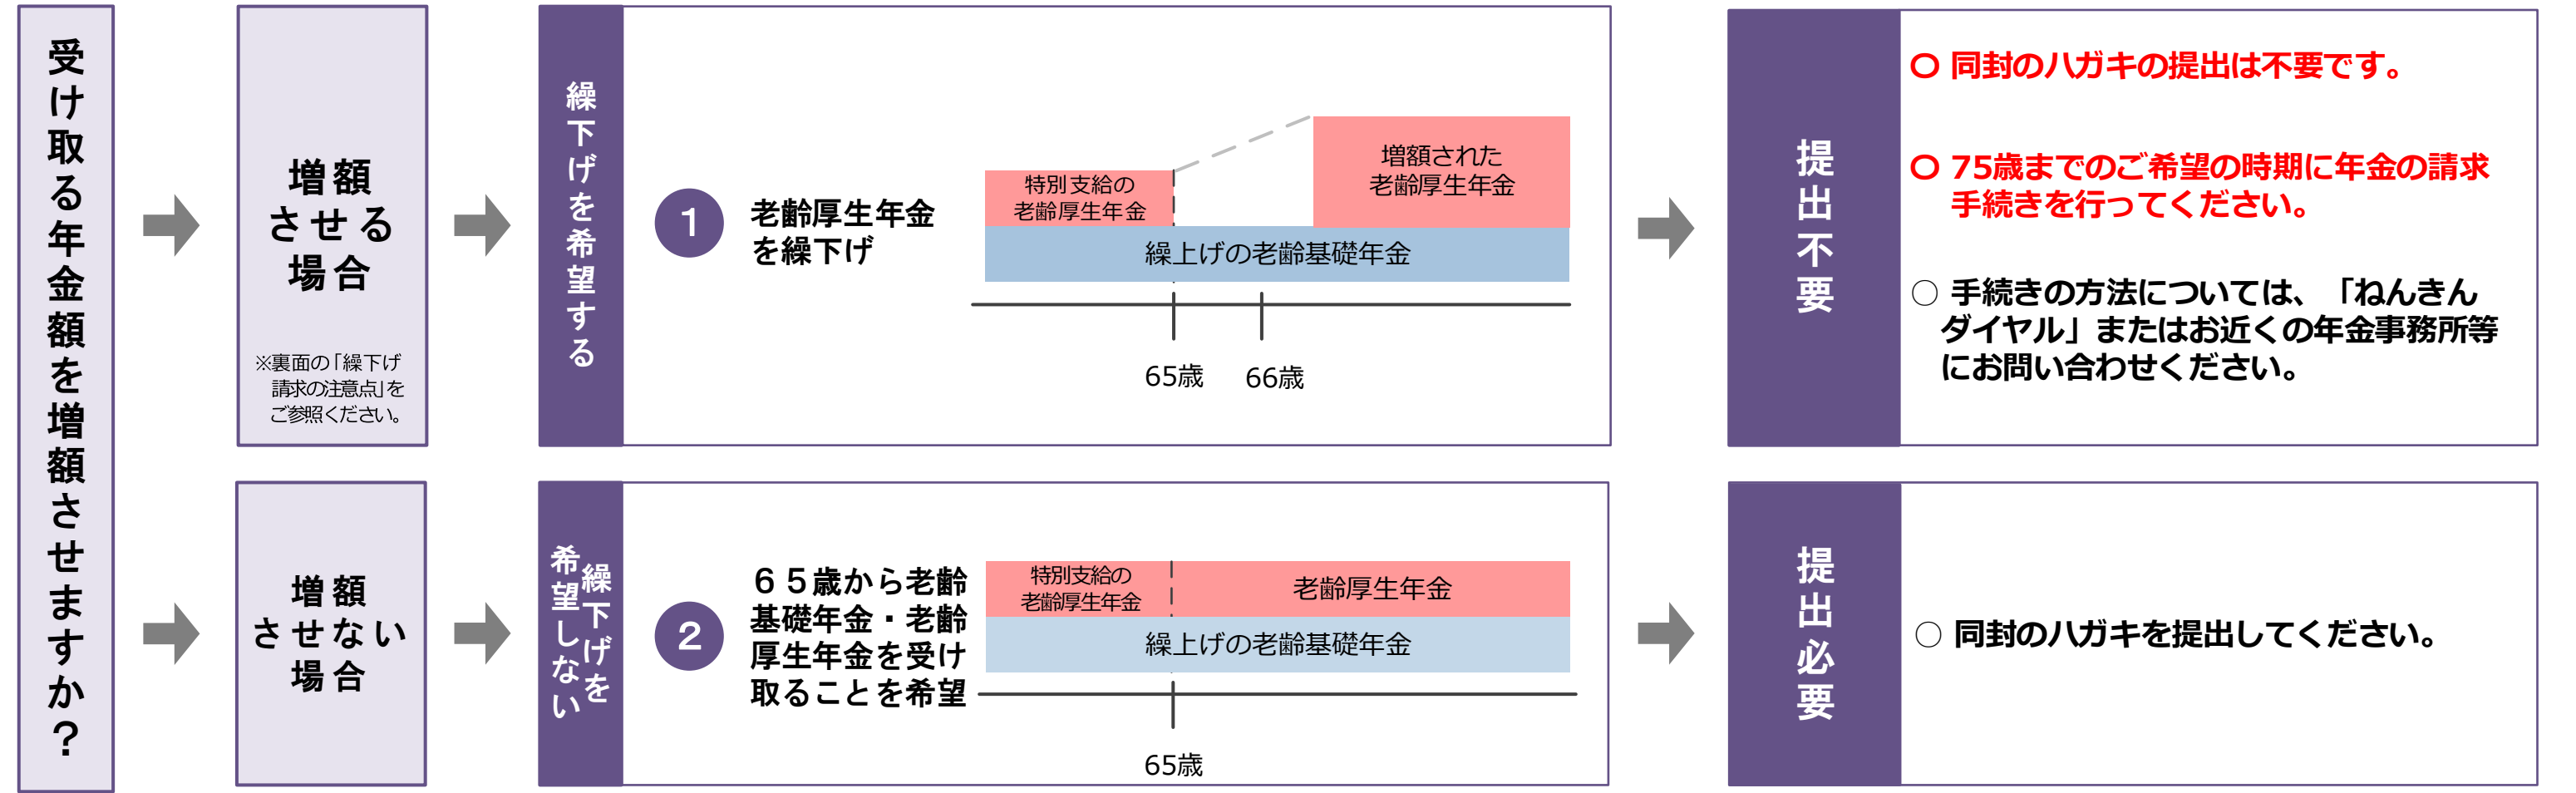 受け取る年金額を増額させますか？
増額
させる
場合
※裏面の「繰下げ
請求の注意点」を
ご参照ください。
繰下げを希望する
1
老齢厚生年金
を繰下げ
特別支給の
老齢厚生年金
増額された
老齢厚生年金
繰上げの老齢基礎年金
65歳
66歳
提出不要
○ 同封のハガキの提出は不要です。
○ 75歳までのご希望の時期に年金の請求
手続きを行ってください。
○ 手続きの方法については、「ねんきん
ダイヤル」またはお近くの年金事務所等
にお問い合わせください。
増額
させない
場合
繰下げを
希望しない
2
６５歳から老齢
基礎年金・老齢
厚生年金を受け
取ることを希望
特別支給の
老齢厚生年金
老齢厚生年金
繰上げの老齢基礎年金
65歳
提出必要
○ 同封のハガキを提出してください。